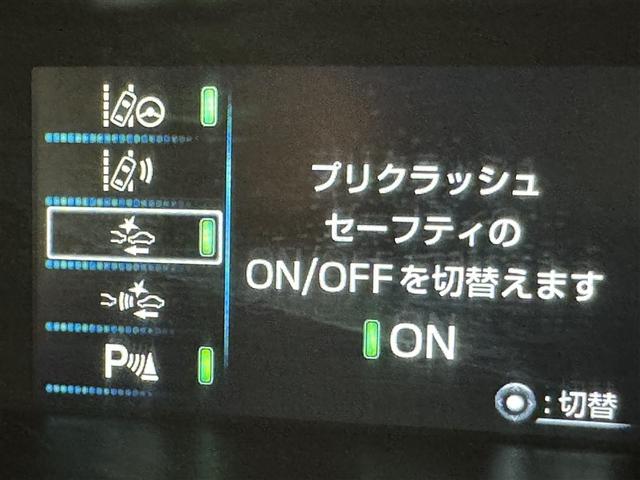 プリクラッシュ
セーフティの
ON/OFFを切替えます
ON
P
:切替